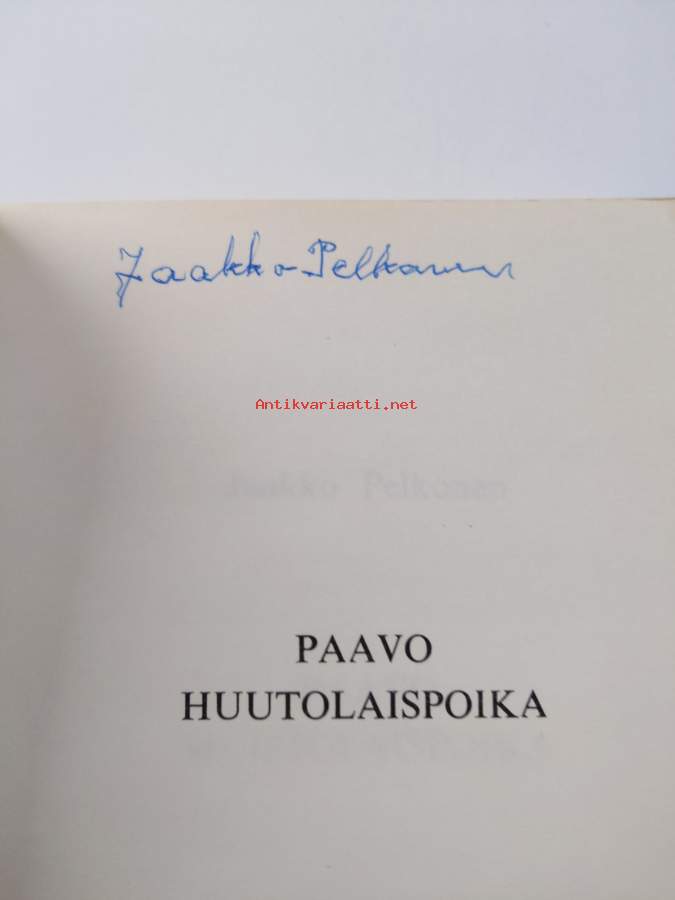 Jaakko Pelkonen
Antikvariaatti.net
Jaakko Pelkonen
PAAVO
HUUTOLAISPOIKA